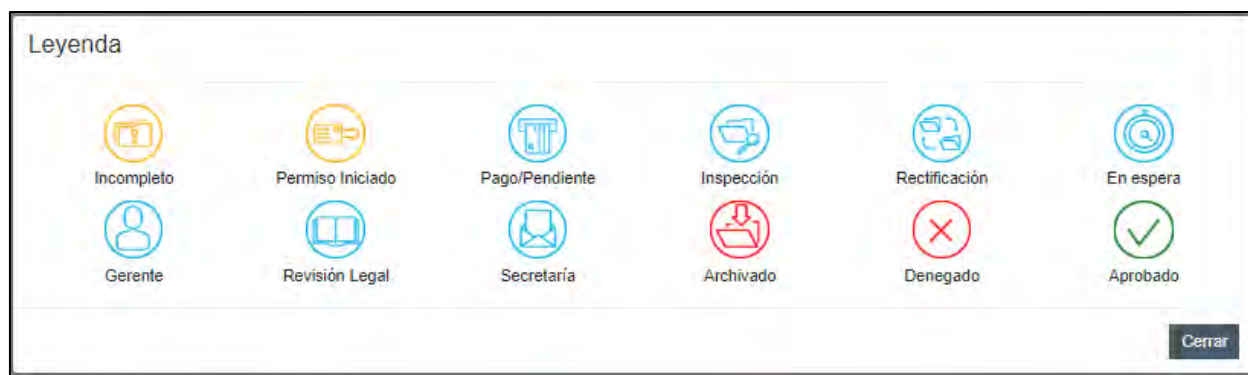 Leyenda
Incompleto Permiso Iniciado Pago/Pendiente Inspección Rectificación En espera
Gerente Revisión Legal Secretaría Archivado Denegado Aprobado
Cerrar